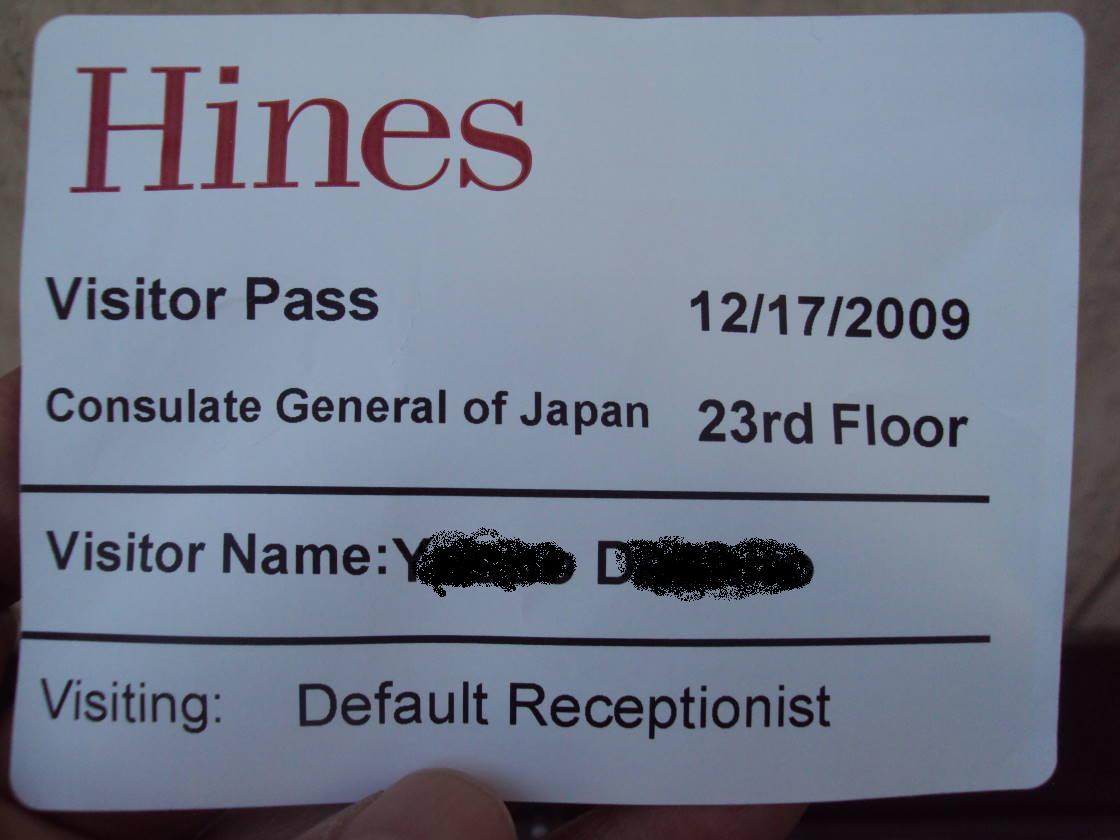 Hines
Visitor Pass 12/17/2009
Consulate General of Japan 23rd Floor
Visitor Name:
Visiting: Default Receptionist